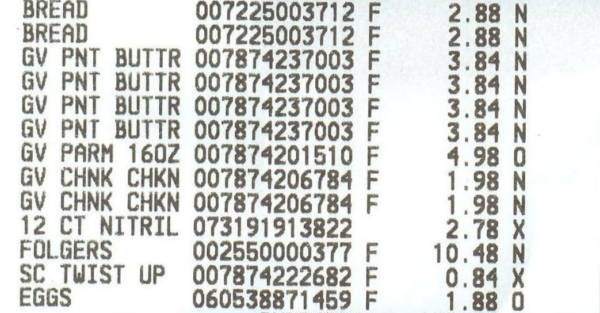 BREAD 007225003712 F 2.88 N
BREAD 007225003712 F 2.88 N
GV PNT BUTTR 007874237003 F 3.84 N
GV PNT BUTTR 007874237003 F 3.84 N
GV PNT BUTTR 007874237003 F 3.84 N
GV PNT BUTTR 007874237003 F 3.84 N
GV PARM 16OZ 007874201510 F 4.98 O
GV CHNK CHKN 007874206784 F 1.98 N
GV CHNK CHKN 007874206784 F 1.98 N
12 CT NITRIL 073191913822 2.78 X
FOLGERS 002550000377 F 10.48 N
SC TWIST UP 007874222682 F 0.84 X
EGGS 060538871459 F 1.88 O